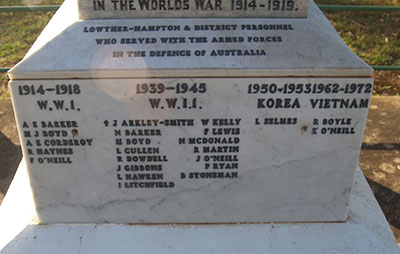 IN THE WORLDS WAR 1914-1919.
LOWTHER-HAMPTON & DISTRICT PERSONNEL
WHO SERVED WITH THE ARMED FORCES
IN THE DEFENCE OF AUSTRALIA
1914-1918 1939-1945 1950-1953 1962-1972
W.W.I. W.W.I.I. KOREA VIETNAM
A E BARKER † J ARKLEY-SMITH W KELLY L SELMES R BOYLE
M J BOYD N BARKER F LEWIS K O'NEILL
A E CORDEROY M BOYD N MCDONALD
R HAYNES L CULLEN R MARTIN
F O'NEILL R DOWDELL J O'NEILL
J GIBBONS P RYAN
L HAWKEN D STONEHAM
I LITCHFIELD